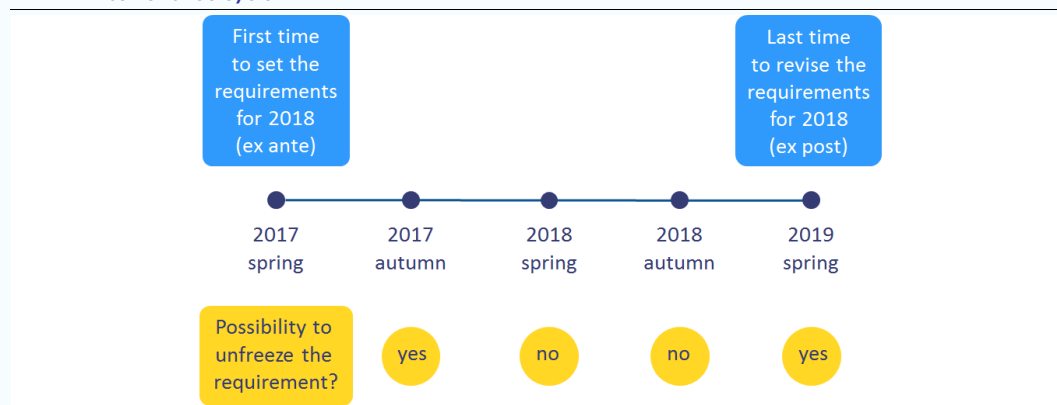 First time
to set the
requirements
for 2018
(ex ante)
Last time
to revise the
requirements
for 2018
(ex post)
2017
spring
2017
autumn
2018
spring
2018
autumn
2019
spring
Possibility to
unfreeze the
requirement?
yes
no
no
yes